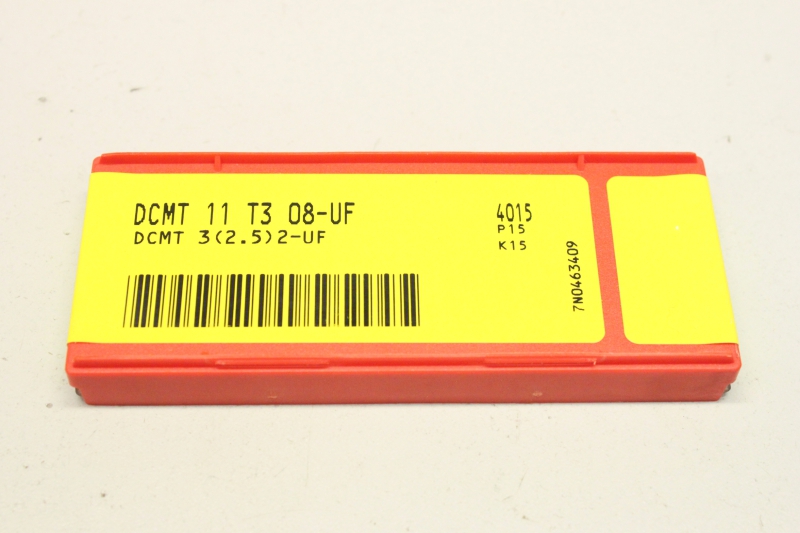 DCMT 11 T3 08-UF
DCMT 3(2.5)2-UF
4015
P15
K15
7N0463409